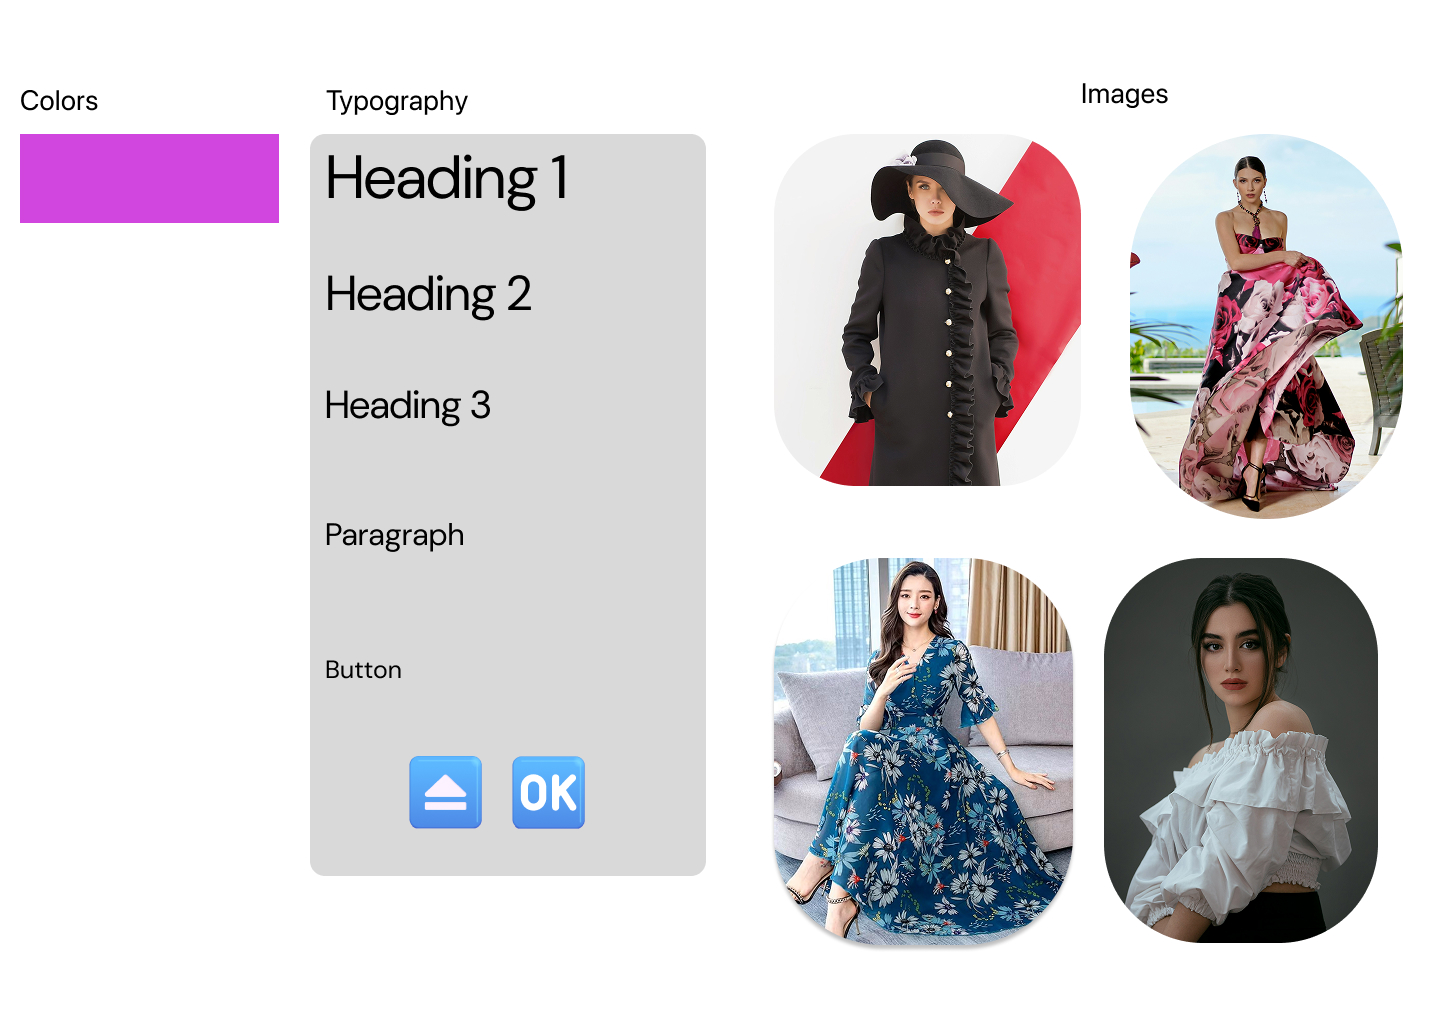 Colors
Typography
Images
Heading 1
Heading 2
Heading 3
Paragraph
Button
OK